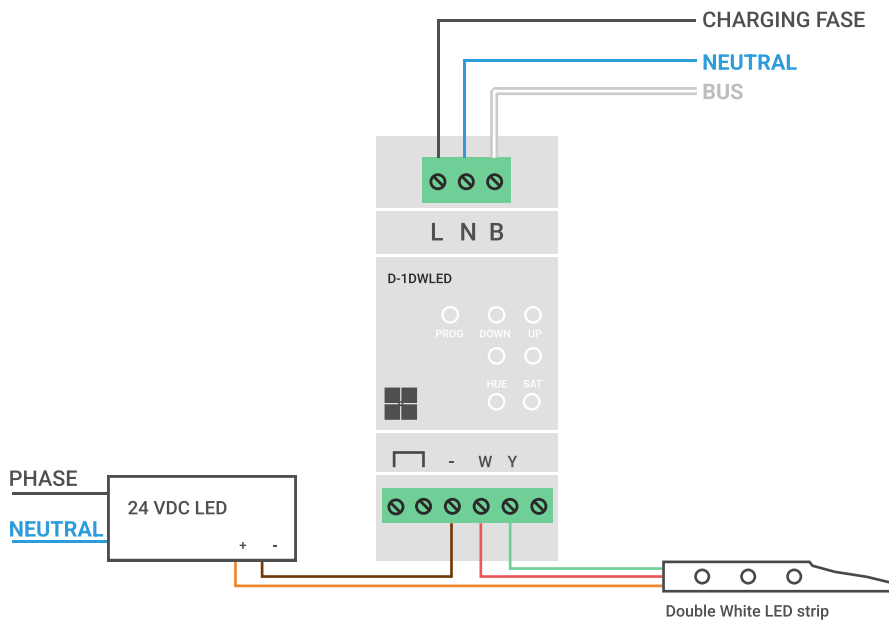 CHARGING FASE
NEUTRAL
BUS
L N B
D-1DWLED
PROG DOWN UP
HUE SAT
- W Y
PHASE
24 VDC LED
NEUTRAL
+ -
Double White LED strip